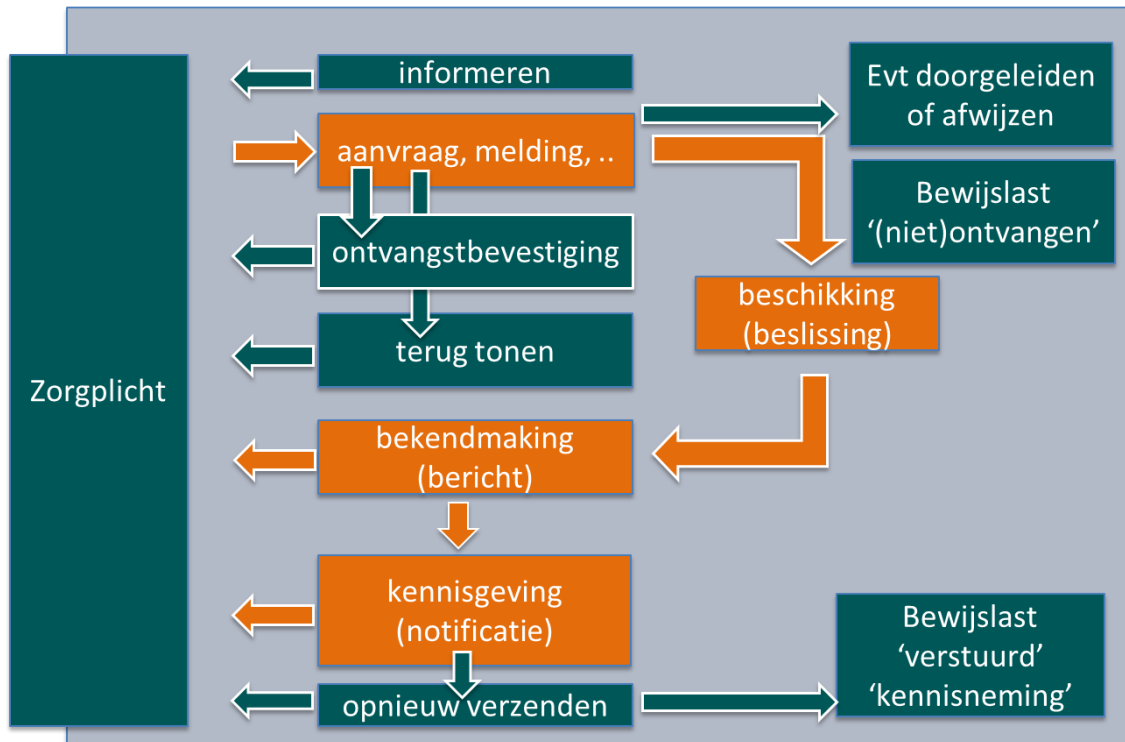 Zorgplicht
informeren
aanvraag, melding, ..
ontvangstbevestiging
terug tonen
bekendmaking
(bericht)
kennisgeving
(notificatie)
opnieuw verzenden
Evt doorgeleiden
of afwijzen
Bewijslast
‘(niet)ontvangen’
beschikking
(beslissing)
Bewijslast
‘verstuurd’
‘kennisneming’